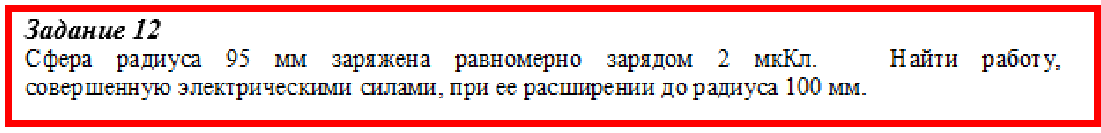 Задание 12
Сфера радиуса 95 мм заряжена равномерно зарядом 2 мкКл. Найти работу,
совершенную электрическими силами, при ее расширении до радиуса 100 мм.